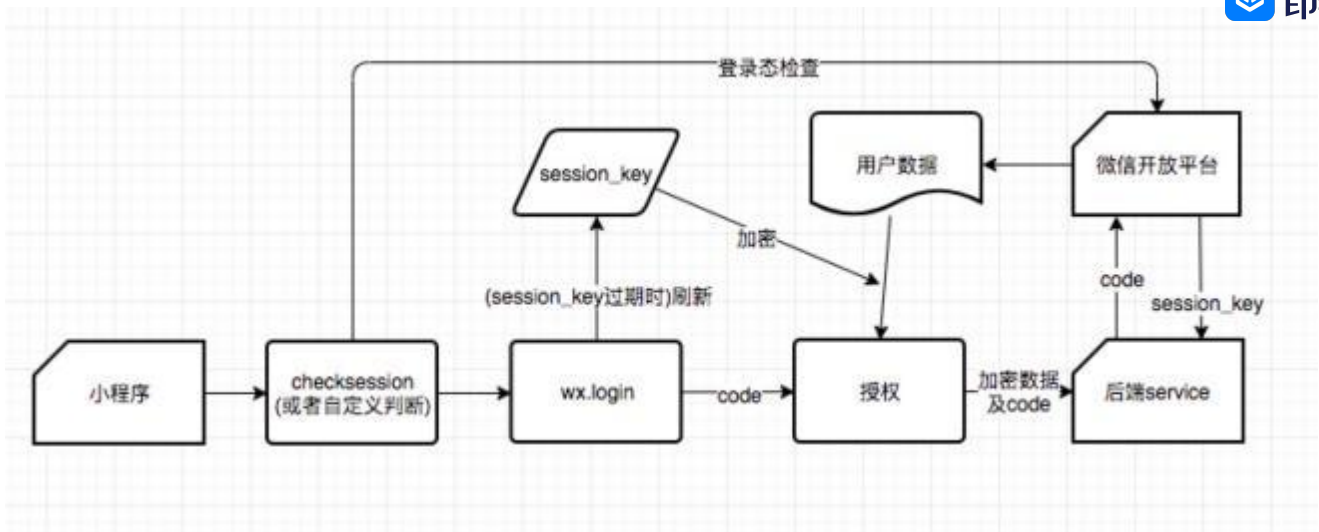 登录态检查
session_key
用户数据
微信开放平台
加密
(session_key过期时)刷新
code
session_key
小程序
checksession
(或者自定义判断)
wx.login
code
授权
加密数据
及code
后端service